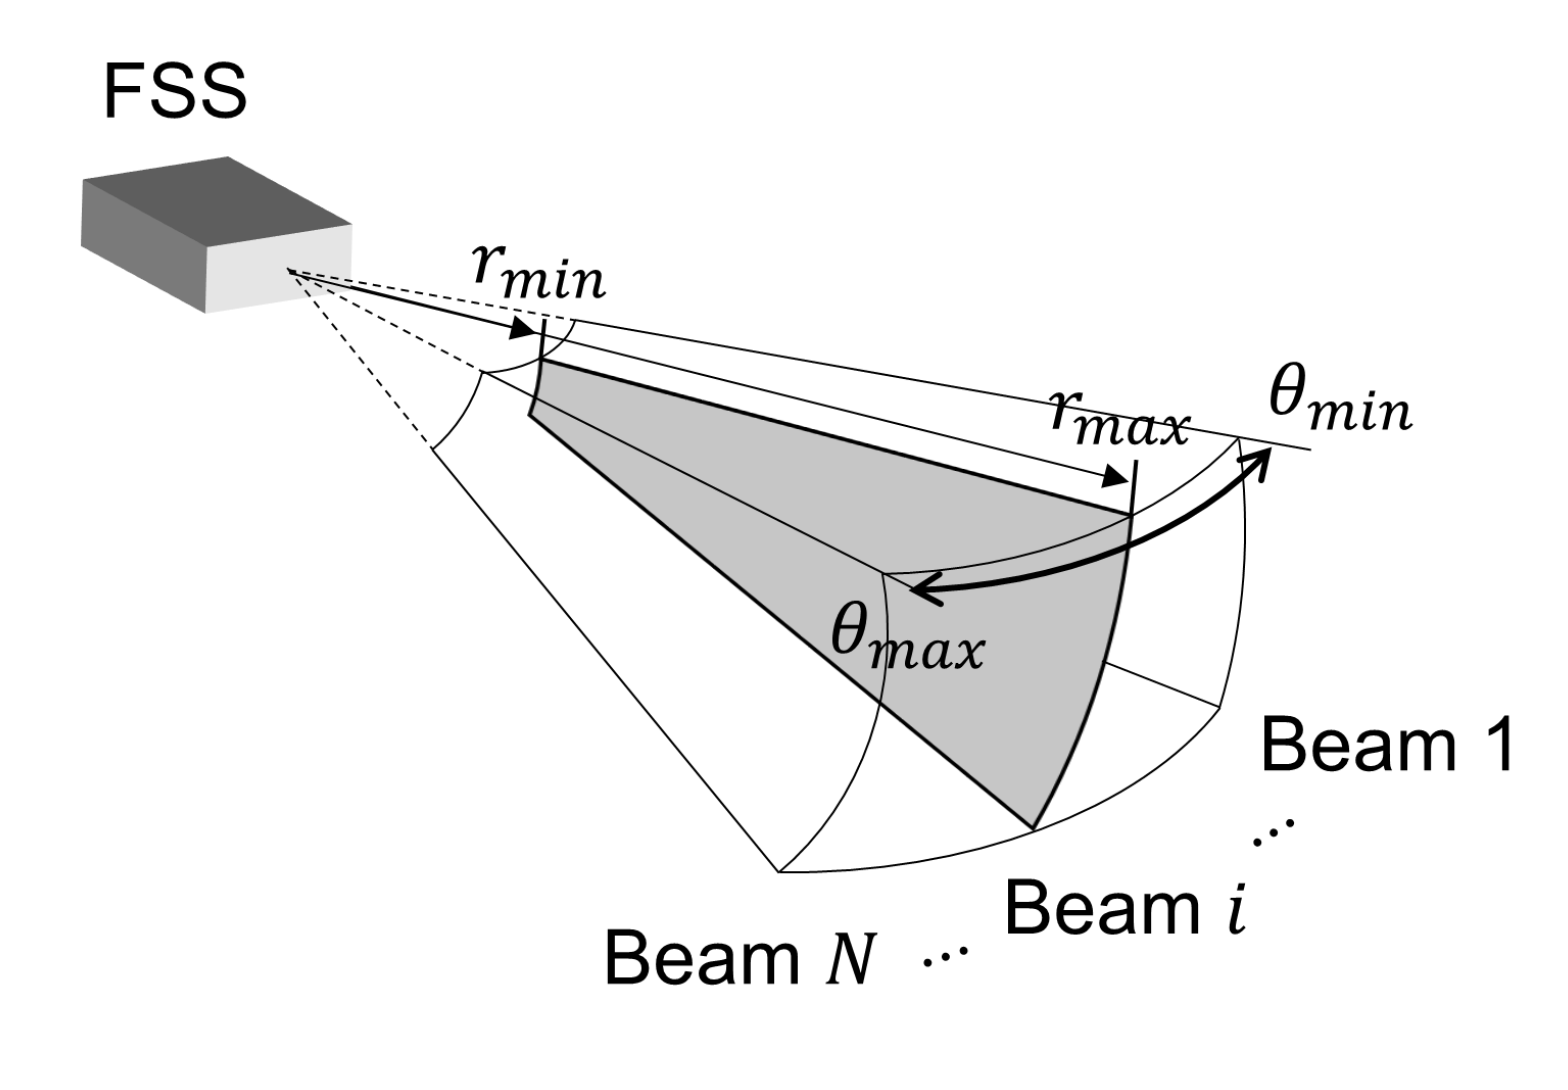 FSS
r_min
r_max
θ_min
θ_max
Beam 1
...
Beam i
...
Beam N